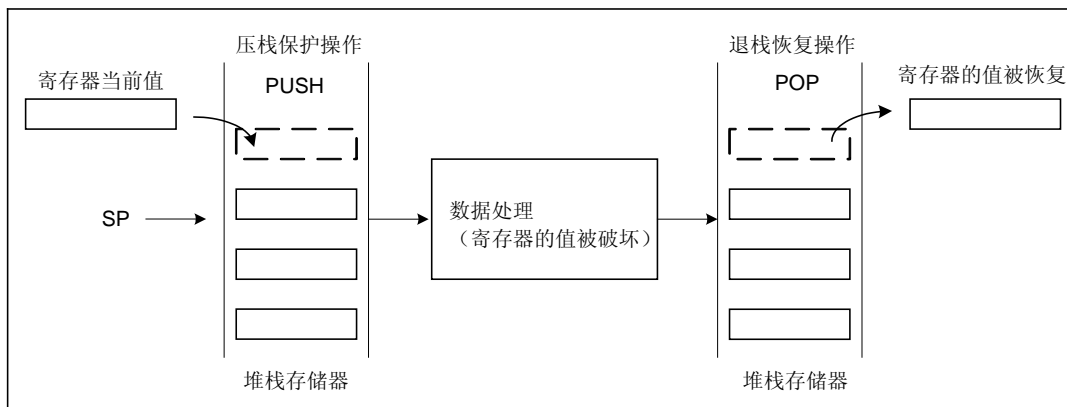 压栈保护操作
退栈恢复操作
寄存器当前值
PUSH
POP
寄存器的值被恢复
SP
数据处理
（寄存器的值被破坏）
堆栈存储器
堆栈存储器